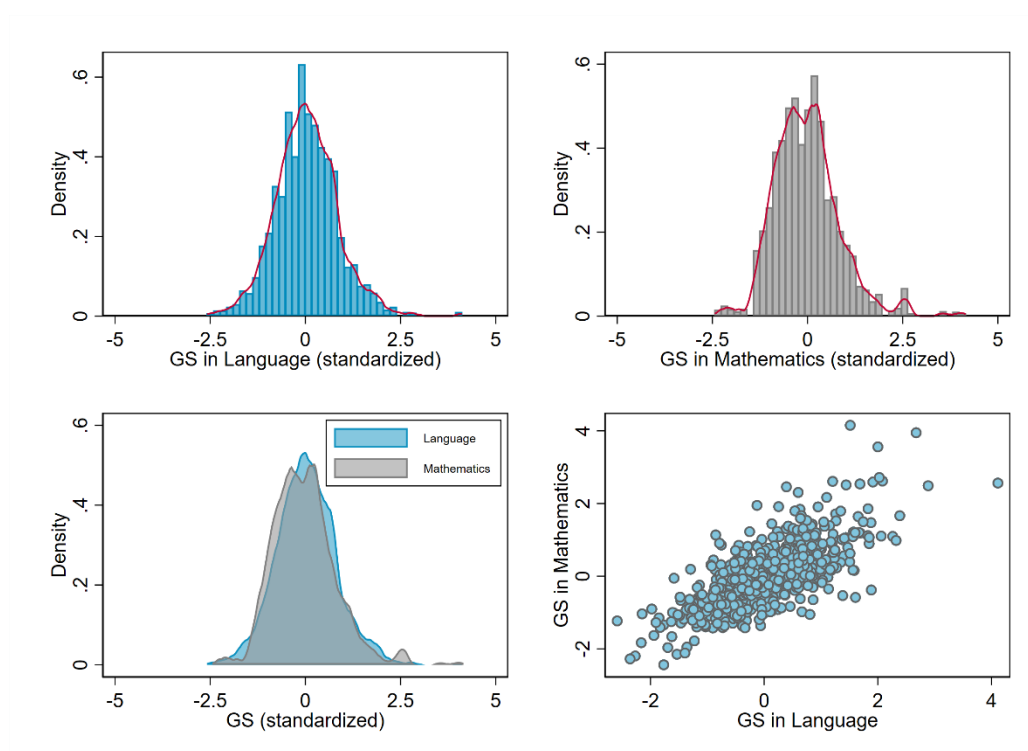 Density
.6
.4
.2
0
-5 -2.5 0 2.5 5
GS in Language (standardized)
Density
.6
.4
.2
0
-5 -2.5 0 2.5 5
GS in Mathematics (standardized)
Density
.6
.4
.2
0
Language
Mathematics
-5 -2.5 0 2.5 5
GS (standardized)
GS in Mathematics
4
2
0
-2
-2 0 2 4
GS in Language